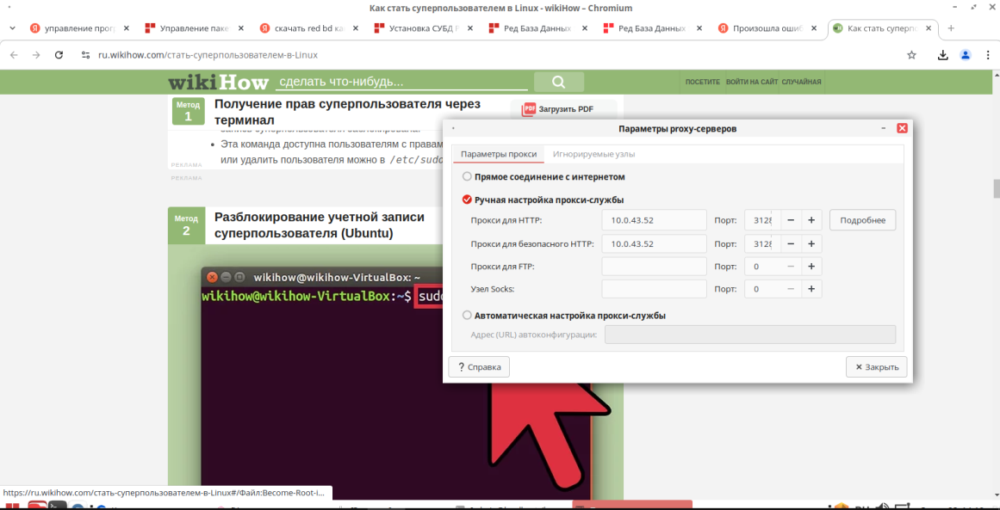 Как стать суперпользователем в Linux - wikiHow – Chromium
управление прог
Управление паке
скачать red bd ка
Установка СУБД Р
Ред База Данных
Ред База Данных
Произошла ошиб
Как стать суперпо
ru.wikihow.com/стать-суперпользователем-в-Linux
wikiHow сделать что-нибудь...
ПОСЕТИТЕ ВОЙТИ НА САЙТ СЛУЧАЙНАЯ
Метод 1
Получение прав суперпользователя через
терминал
Загрузить PDF
Эта команда доступна пользователям с правам
или удалить пользователя можно в /etc/sudo
РЕКЛАМА
РЕКЛАМА
Метод 2
Разблокирование учетной записи
суперпользователя (Ubuntu)
wikihow@wikihow-VirtualBox: ~
wikihow@wikihow-VirtualBox:~$ sudo
Параметры proxy-серверов
Параметры прокси
Игнорируемые узлы
Прямое соединение с интернетом
Ручная настройка прокси-службы
Прокси для HTTP: 10.0.43.52 Порт: 3128 − + Подробнее
Прокси для безопасного HTTP: 10.0.43.52 Порт: 3128 − +
Прокси для FTP: Порт: 0 − +
Узел Socks: Порт: 0 − +
Автоматическая настройка прокси-службы
Адрес (URL) автоконфигурации:
? Справка
× Закрыть
https://ru.wikihow.com/стать-суперпользователем-в-Linux#/Файл:Become-Root-i...